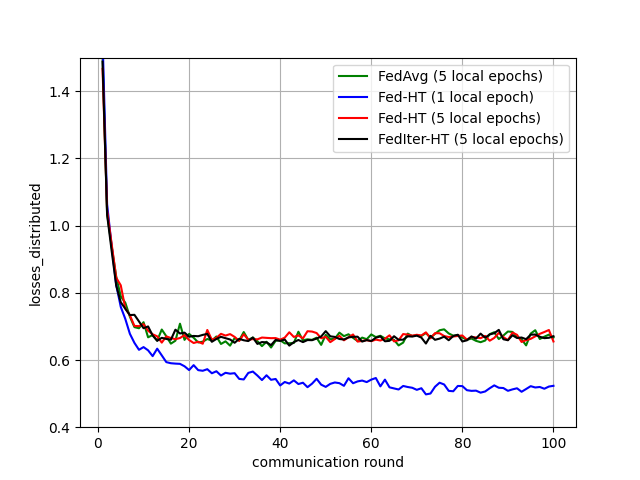 FedAvg (5 local epochs)
Fed-HT (1 local epoch)
Fed-HT (5 local epochs)
FedIter-HT (5 local epochs)
losses_distributed
1.4
1.2
1.0
0.8
0.6
0.4
0 20 40 60 80 100
communication round